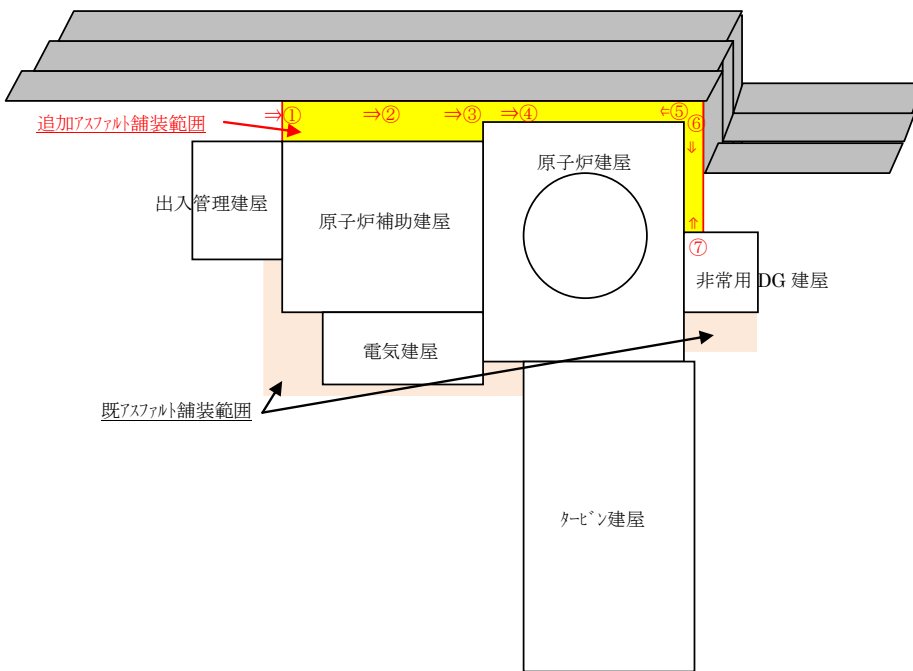 ⇒① ⇒② ⇒③ ⇒④ ⇐⑤
追加ｱｽﾌｧﾙﾄ舗装範囲
⑥
⇓
原子炉建屋
出入管理建屋
原子炉補助建屋
⇑
⑦
非常用 DG 建屋
電気建屋
既ｱｽﾌｧﾙﾄ舗装範囲
ﾀｰﾋﾞﾝ建屋